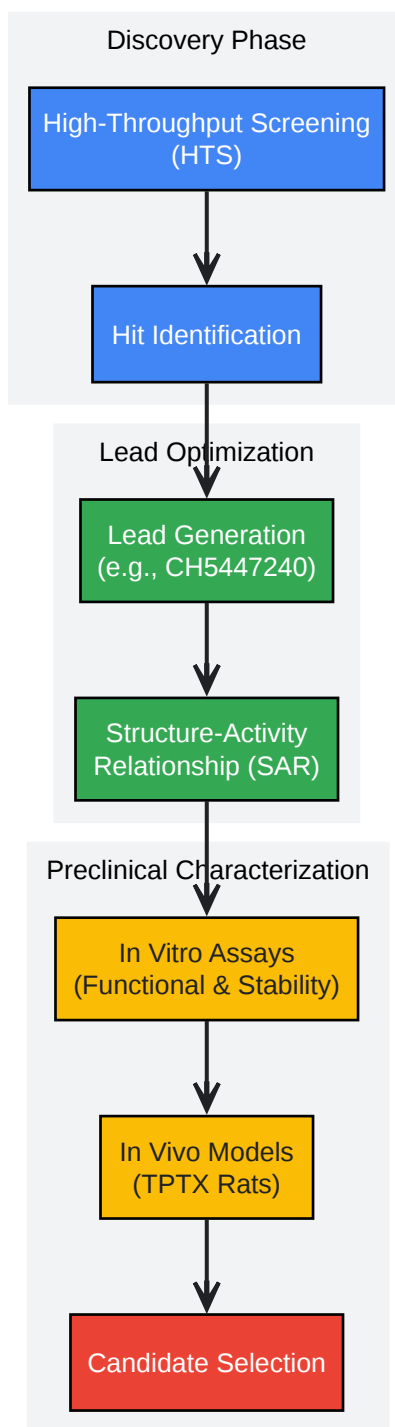 Discovery Phase
High-Throughput Screening
(HTS)
Hit Identification
Lead Optimization
Lead Generation
(e.g., CH5447240)
Structure-Activity
Relationship (SAR)
Preclinical Characterization
In Vitro Assays
(Functional & Stability)
In Vivo Models
(TPTX Rats)
Candidate Selection